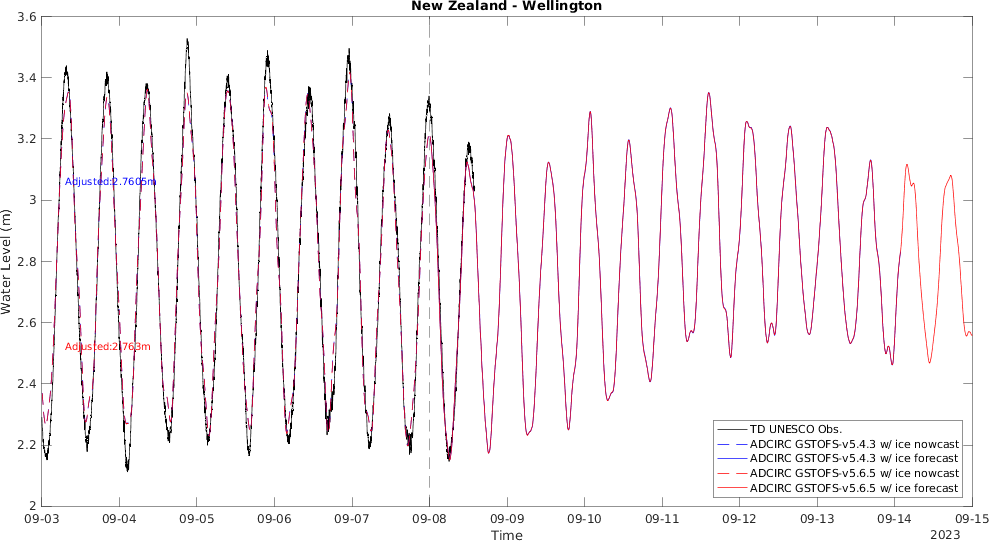 New Zealand - Wellington
3.6
3.4
3.2
3
2.8
2.6
2.4
2.2
2
Water Level (m)
Adjusted:2.7605m
Adjusted:2.763m
TD UNESCO Obs.
ADCIRC GSTOFS-v5.4.3 w/ ice nowcast
ADCIRC GSTOFS-v5.4.3 w/ ice forecast
ADCIRC GSTOFS-v5.6.5 w/ ice nowcast
ADCIRC GSTOFS-v5.6.5 w/ ice forecast
09-03 09-04 09-05 09-06 09-07 09-08 09-09 09-10 09-11 09-12 09-13 09-14 09-15
Time
2023